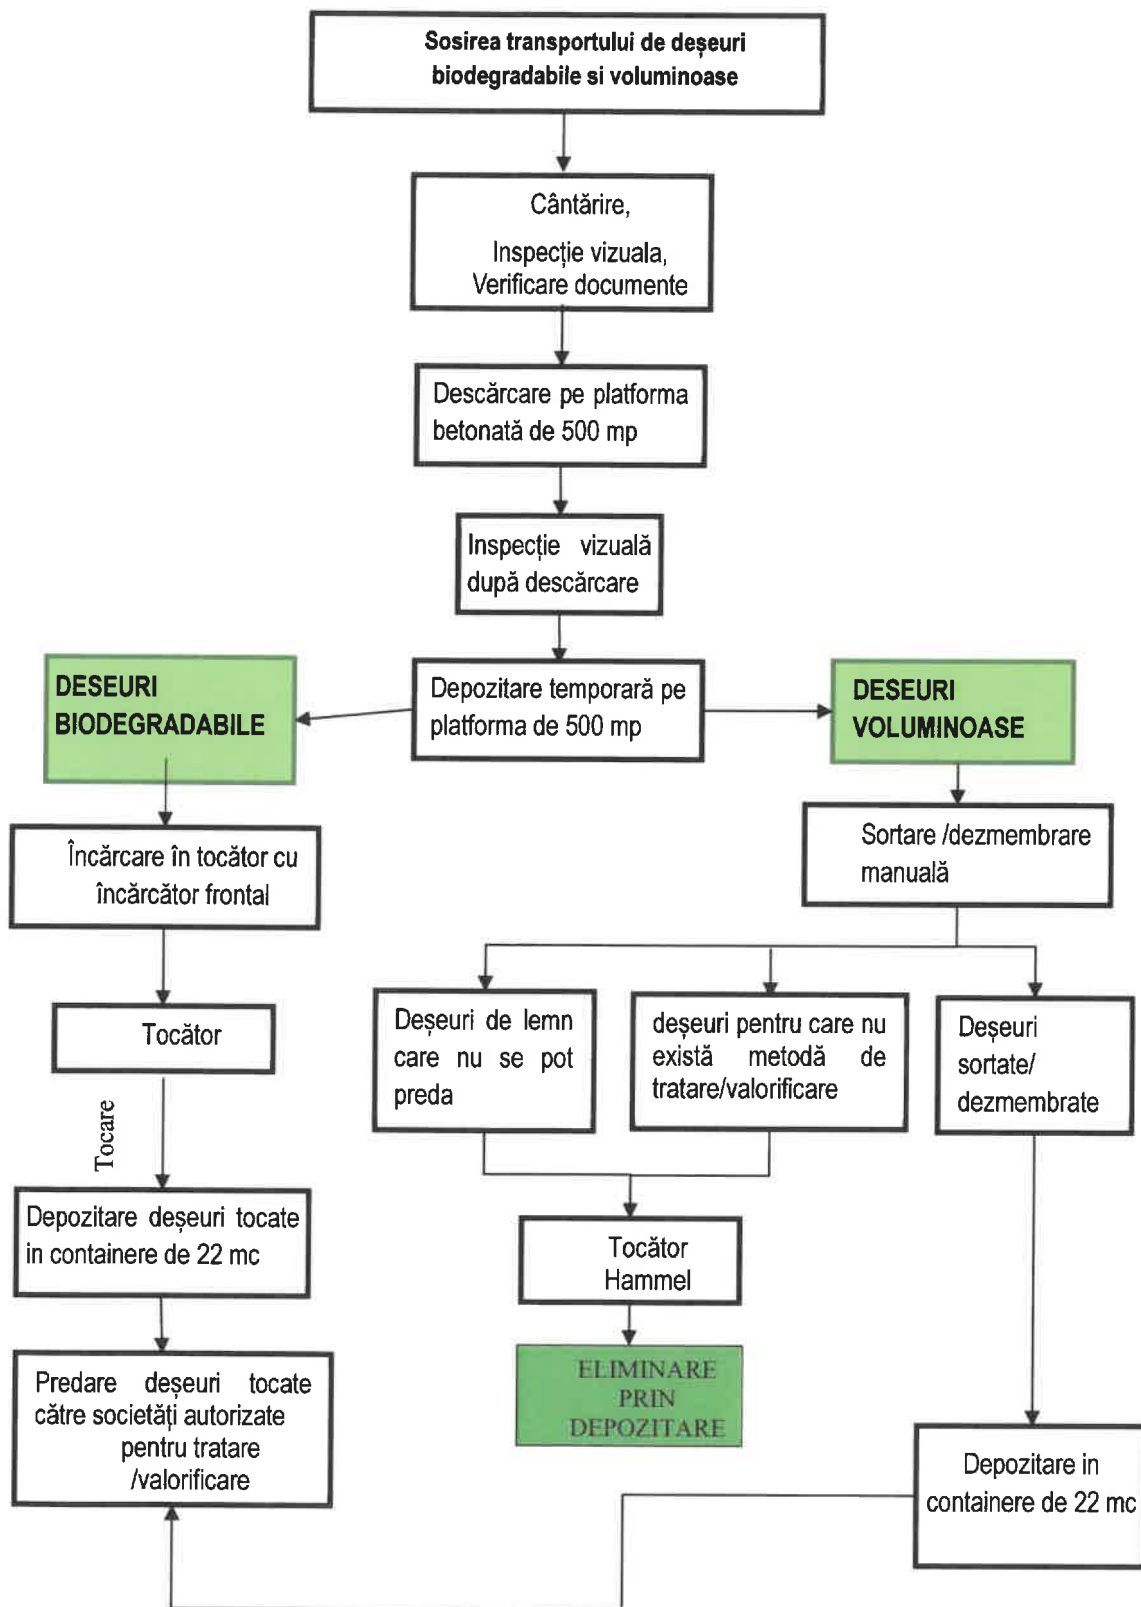 Sosirea transportului de deșeuri
biodegradabile si voluminoase
Cântărire,
Inspecție vizuala,
Verificare documente
Descărcare pe platforma
betonată de 500 mp
Inspecție vizuală
după descărcare
Depozitare temporară pe
platforma de 500 mp
DESEURI
BIODEGRADABILE
DESEURI
VOLUMINOASE
Încărcare în tocător cu
încărcător frontal
Sortare /dezmembrare
manuală
Tocător
Deșeuri de lemn
care nu se pot
preda
deșeuri pentru care nu
există metodă de
tratare/valorificare
Deșeuri
sortate/
dezmembrate
Tocare
Depozitare deșeuri tocate
in containere de 22 mc
Tocător
Hammel
Predare deșeuri tocate
către societăți autorizate
pentru tratare
/valorificare
ELIMINARE
PRIN
DEPOZITARE
Depozitare in
containere de 22 mc